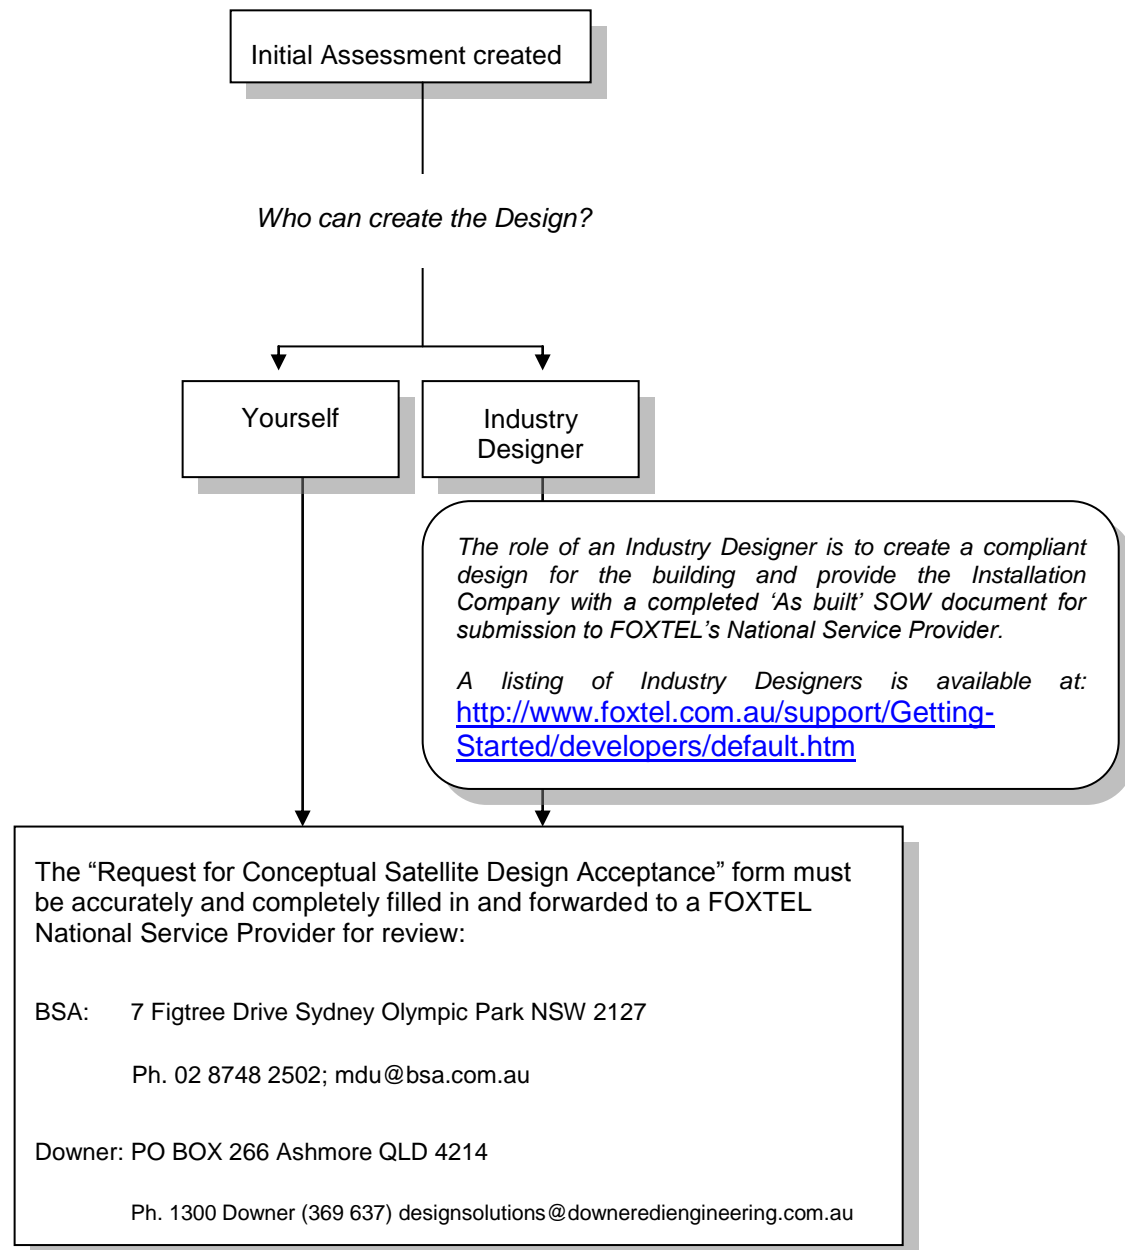 Initial Assessment created
Who can create the Design?
Yourself
Industry
Designer
The role of an Industry Designer is to create a compliant
design for the building and provide the Installation
Company with a completed ‘As built’ SOW document for
submission to FOXTEL’s National Service Provider.
A listing of Industry Designers is available at:
http://www.foxtel.com.au/support/Getting-
Started/developers/default.htm
The “Request for Conceptual Satellite Design Acceptance” form must
be accurately and completely filled in and forwarded to a FOXTEL
National Service Provider for review:
BSA: 7 Figtree Drive Sydney Olympic Park NSW 2127
Ph. 02 8748 2502; mdu@bsa.com.au
Downer: PO BOX 266 Ashmore QLD 4214
Ph. 1300 Downer (369 637) designsolutions@downerediengineering.com.au